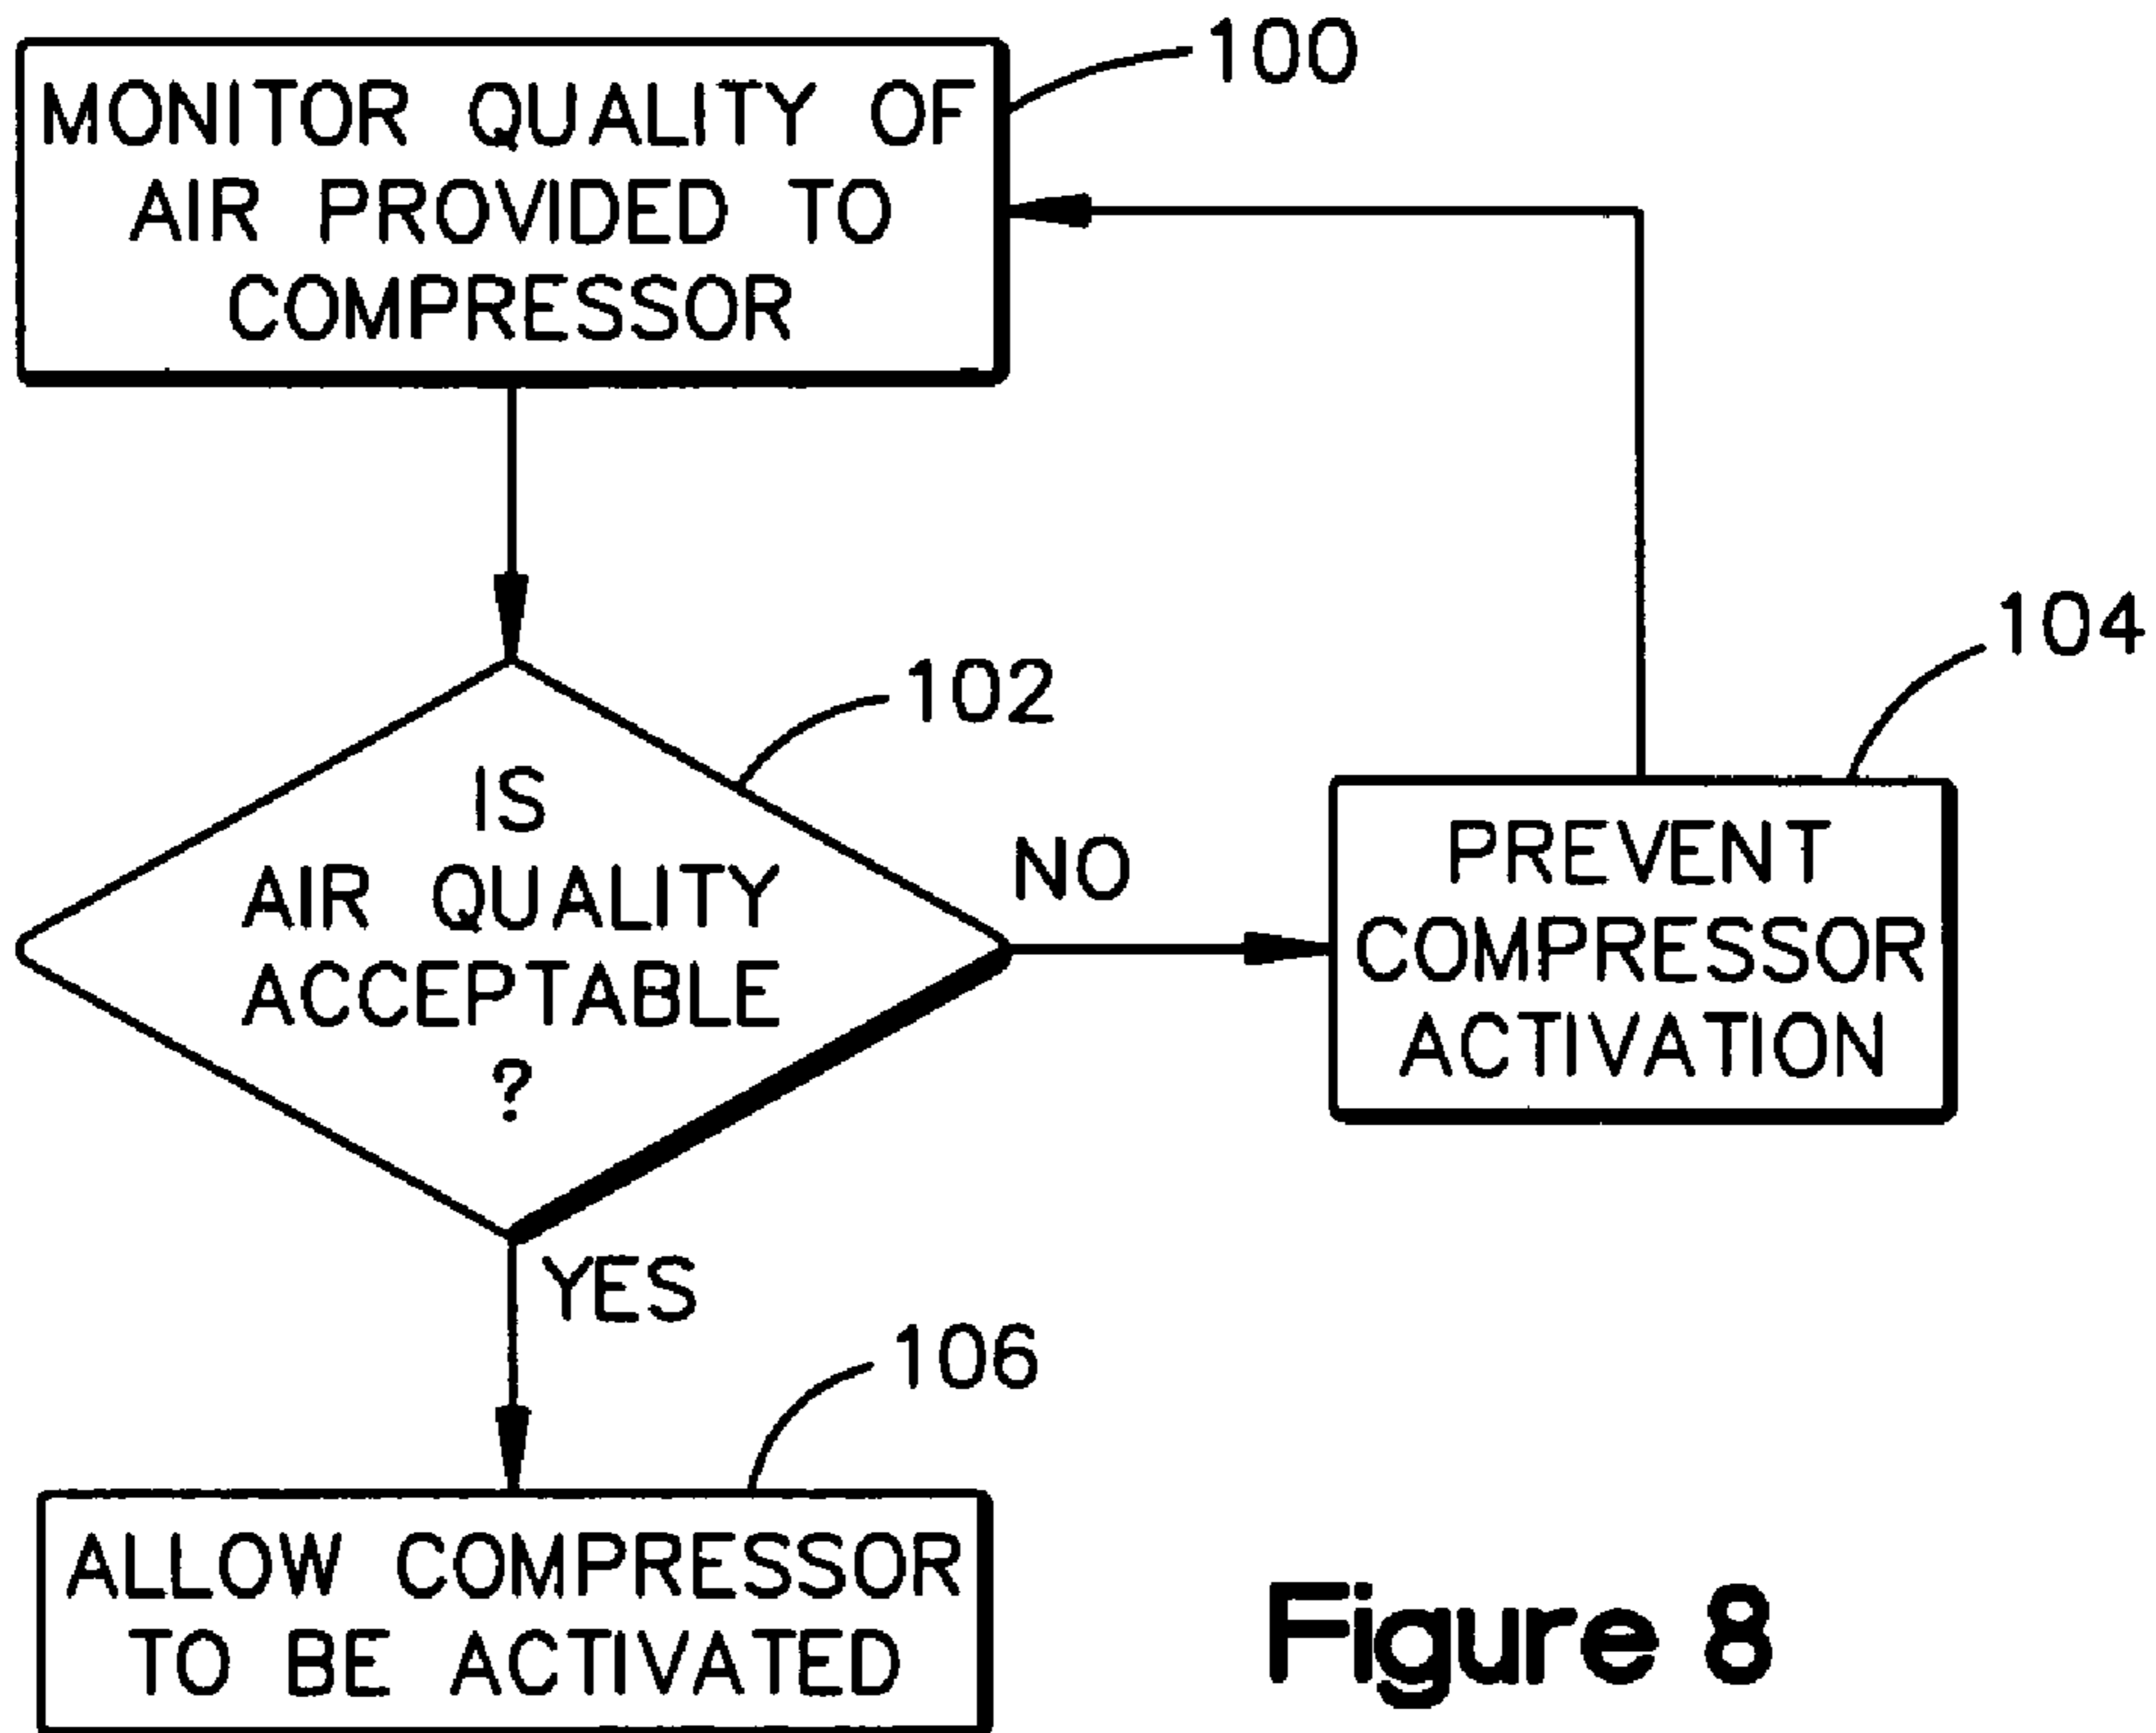 100
MONITOR QUALITY OF
AIR PROVIDED TO
COMPRESSOR
102
IS
AIR QUALITY
ACCEPTABLE
?
NO
104
PREVENT
COMPRESSOR
ACTIVATION
YES
106
ALLOW COMPRESSOR
TO BE ACTIVATED
Figure 8